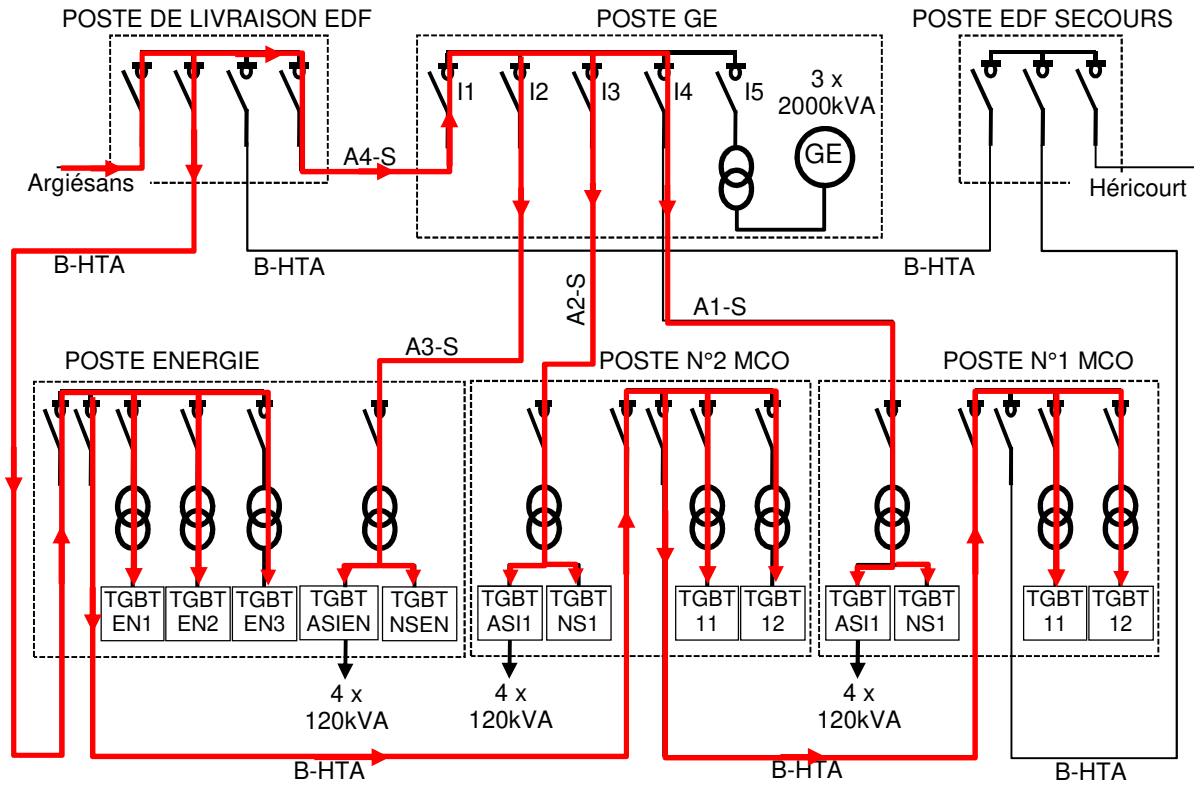 POSTE DE LIVRAISON EDF
POSTE GE
POSTE EDF SECOURS
I1
I2
I3
I4
I5
3 x
2000kVA
GE
A4-S
Argiésans
Héricourt
B-HTA
B-HTA
B-HTA
A2-S
A1-S
A3-S
POSTE ENERGIE
POSTE N°2 MCO
POSTE N°1 MCO
TGBT
EN1
TGBT
EN2
TGBT
EN3
TGBT
ASIEN
TGBT
NSEN
TGBT
ASI1
TGBT
NS1
TGBT
11
TGBT
12
TGBT
ASI1
TGBT
NS1
TGBT
11
TGBT
12
4 x
120kVA
4 x
120kVA
4 x
120kVA
B-HTA
B-HTA
B-HTA